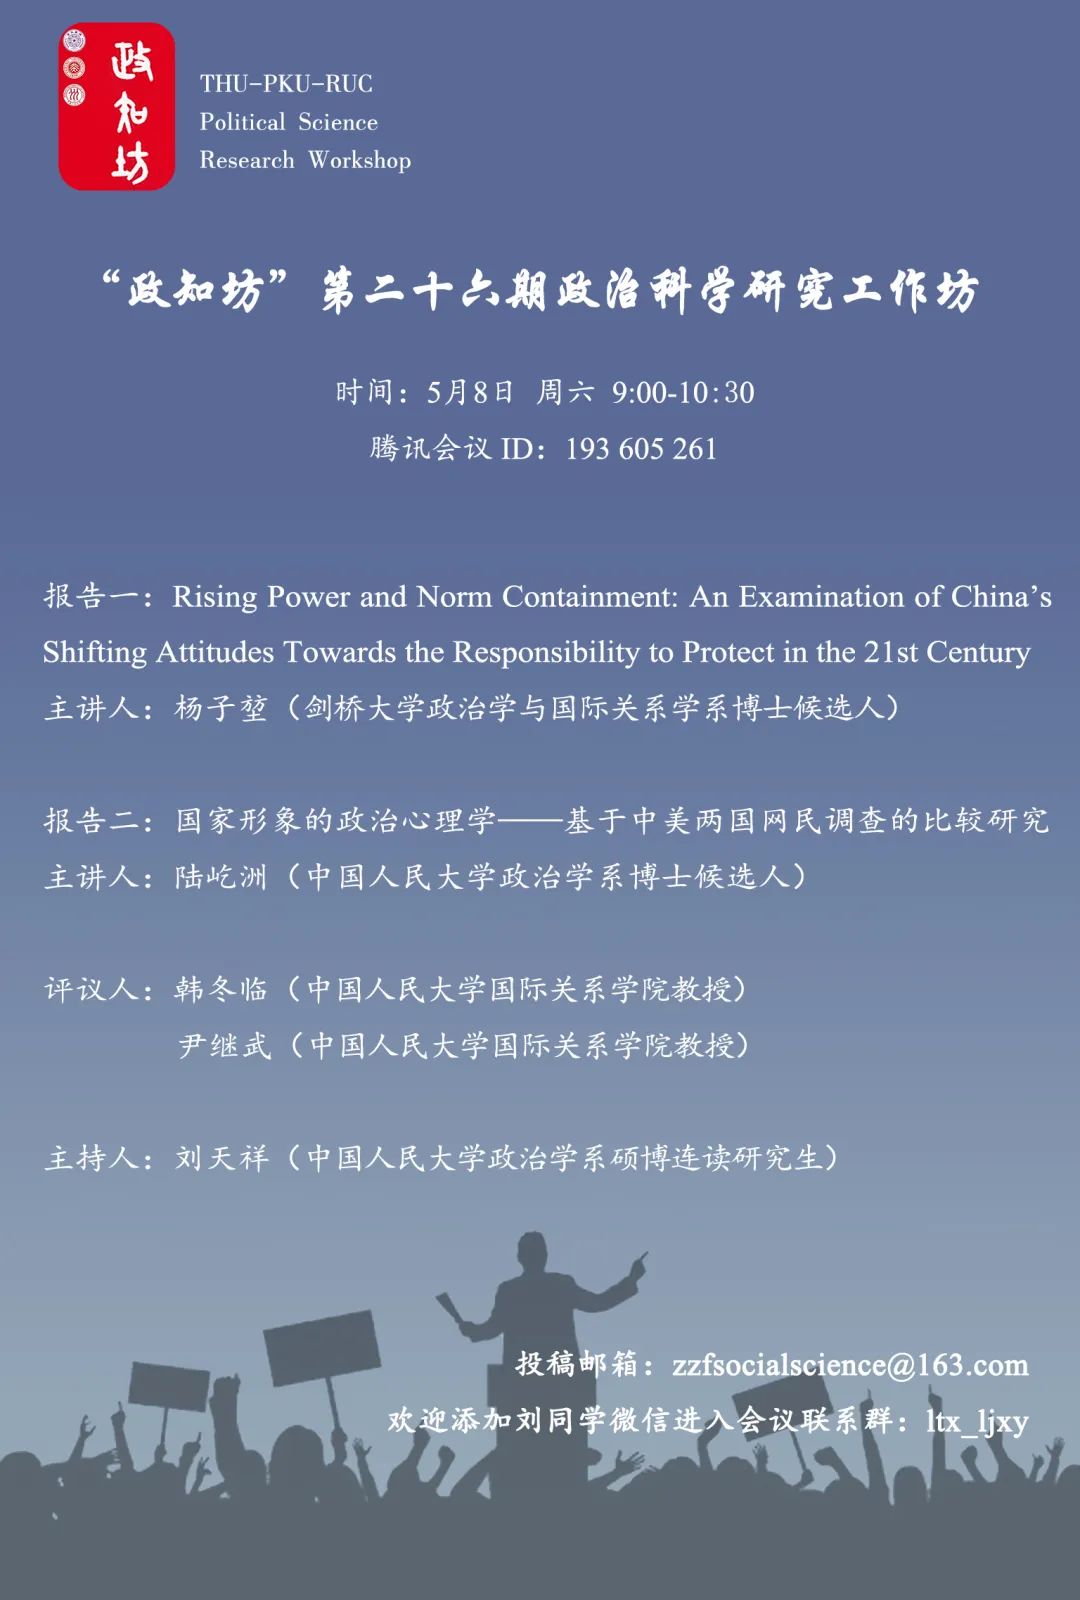 政知坊
THU-PKU-RUC
Political Science
Research Workshop
“政知坊”第二十六期政治科学研究工作坊
时间：5月8日 周六 9:00-10:30
腾讯会议 ID：193 605 261
报告一：Rising Power and Norm Containment: An Examination of China’s
Shifting Attitudes Towards the Responsibility to Protect in the 21st Century
主讲人：杨子堃（剑桥大学政治学与国际关系学系博士候选人）
报告二：国家形象的政治心理学——基于中美两国网民调查的比较研究
主讲人：陆屹洲（中国人民大学政治学系博士候选人）
评议人：韩冬临（中国人民大学国际关系学院教授）
尹继武（中国人民大学国际关系学院教授）
主持人：刘天祥（中国人民大学政治学系硕博连读研究生）
投稿邮箱：zzfsocialscience@163.com
欢迎添加刘同学微信进入会议联系群：ltx_ljxy